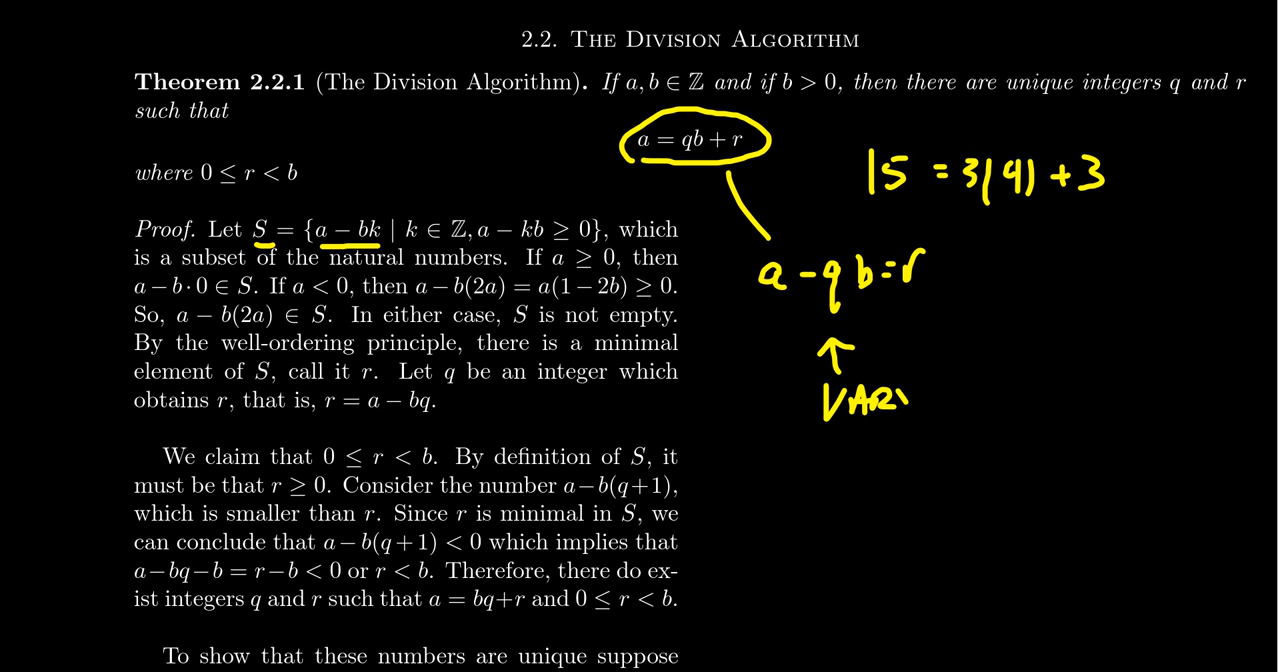 2.2. The Division Algorithm
Theorem 2.2.1 (The Division Algorithm). If a, b ∈ ℤ and if b > 0, then there are unique integers q and r
such that
a = qb + r
15 = 3(4) + 3
where 0 ≤ r < b
Proof. Let S = {a − bk | k ∈ ℤ, a − kb ≥ 0}, which
is a subset of the natural numbers. If a ≥ 0, then
a − b · 0 ∈ S. If a < 0, then a − b(2a) = a(1 − 2b) ≥ 0.
So, a − b(2a) ∈ S. In either case, S is not empty.
By the well-ordering principle, there is a minimal
element of S, call it r. Let q be an integer which
obtains r, that is, r = a − bq.
a − q b = r
VARI
We claim that 0 ≤ r < b. By definition of S, it
must be that r ≥ 0. Consider the number a − b(q+1),
which is smaller than r. Since r is minimal in S, we
can conclude that a − b(q + 1) < 0 which implies that
a − bq − b = r − b < 0 or r < b. Therefore, there do ex-
ist integers q and r such that a = bq + r and 0 ≤ r < b.
To show that these numbers are unique suppose